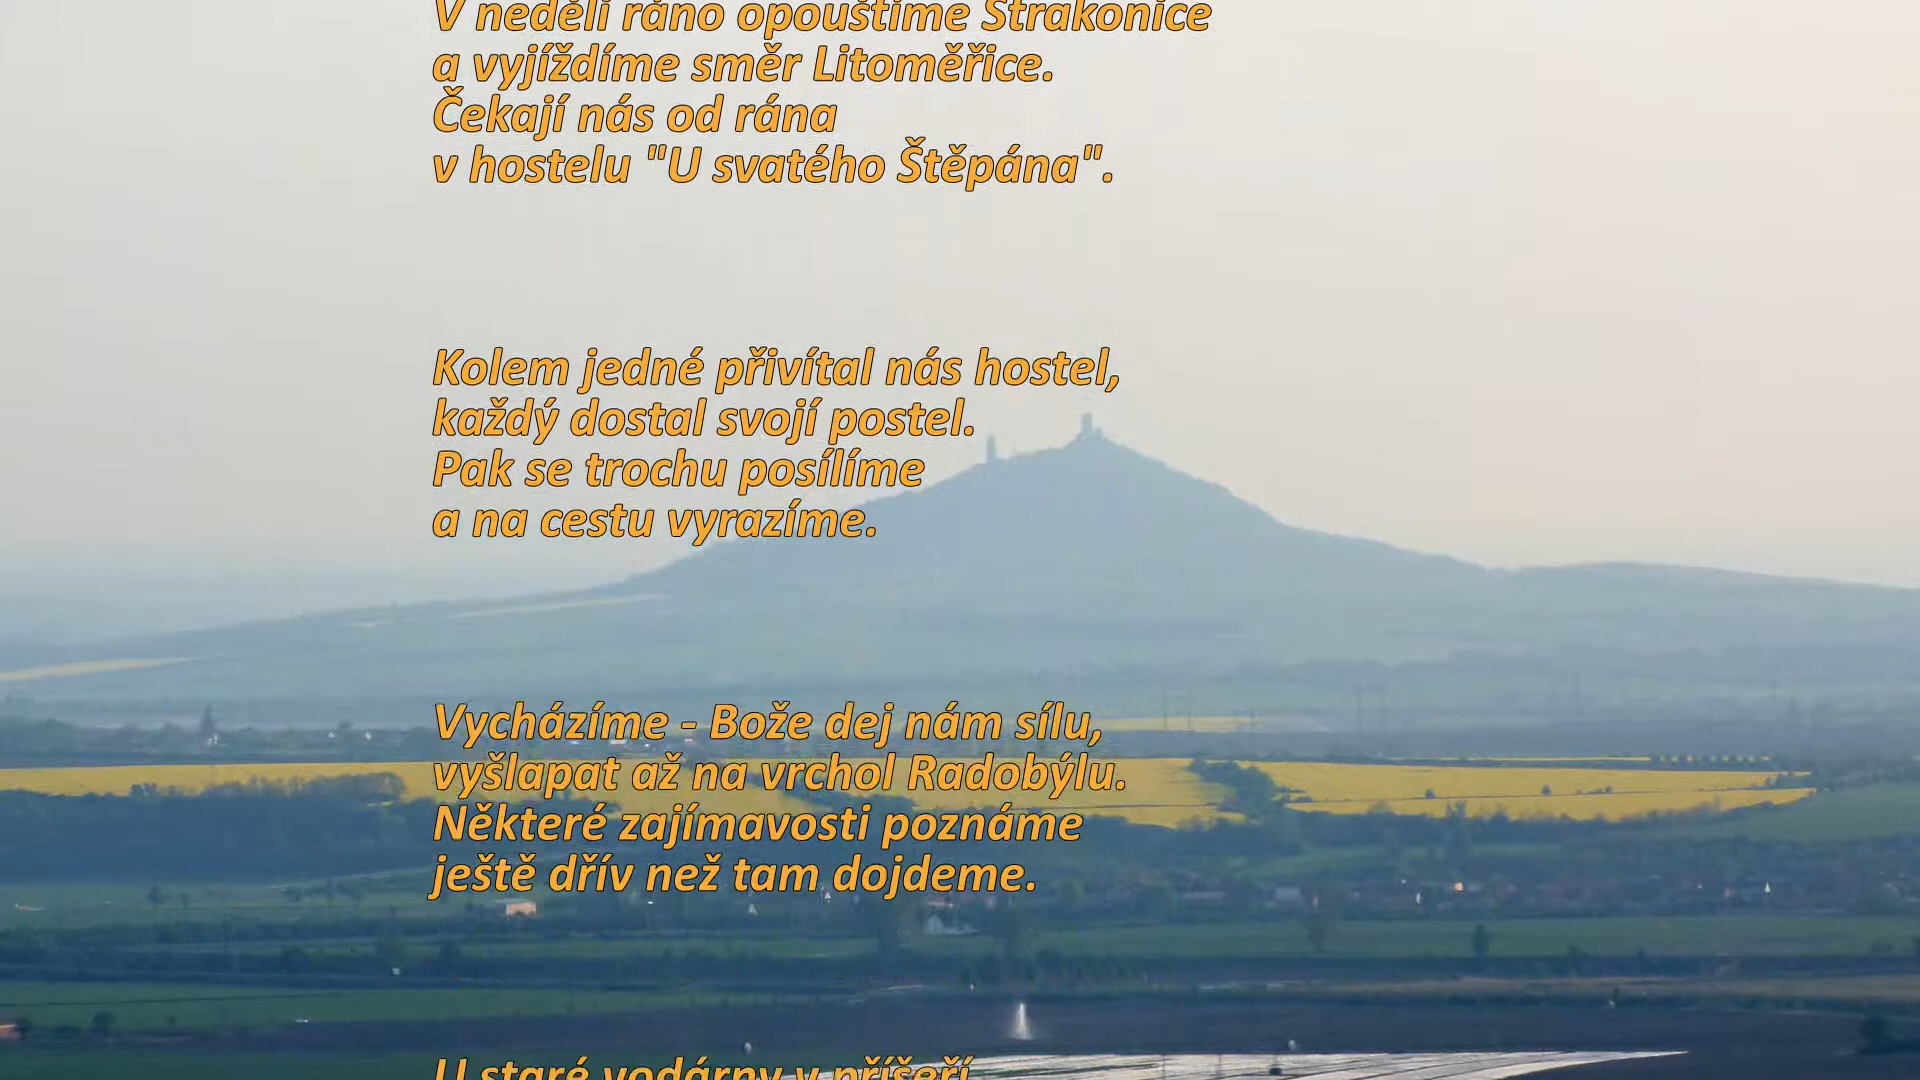 V neděli ráno opouštíme Strakonice
a vyjíždíme směr Litoměřice.
Čekají nás od rána
v hostelu "U svatého Štěpána".
Kolem jedné přivítal nás hostel,
každý dostal svojí postel.
Pak se trochu posílíme
a na cestu vyrazíme.
Vycházíme - Bože dej nám sílu,
vyšlapat až na vrchol Radobýlu.
Některé zajímavosti poznáme
ještě dřív než tam dojdeme.
U staré vodárny v příšeří